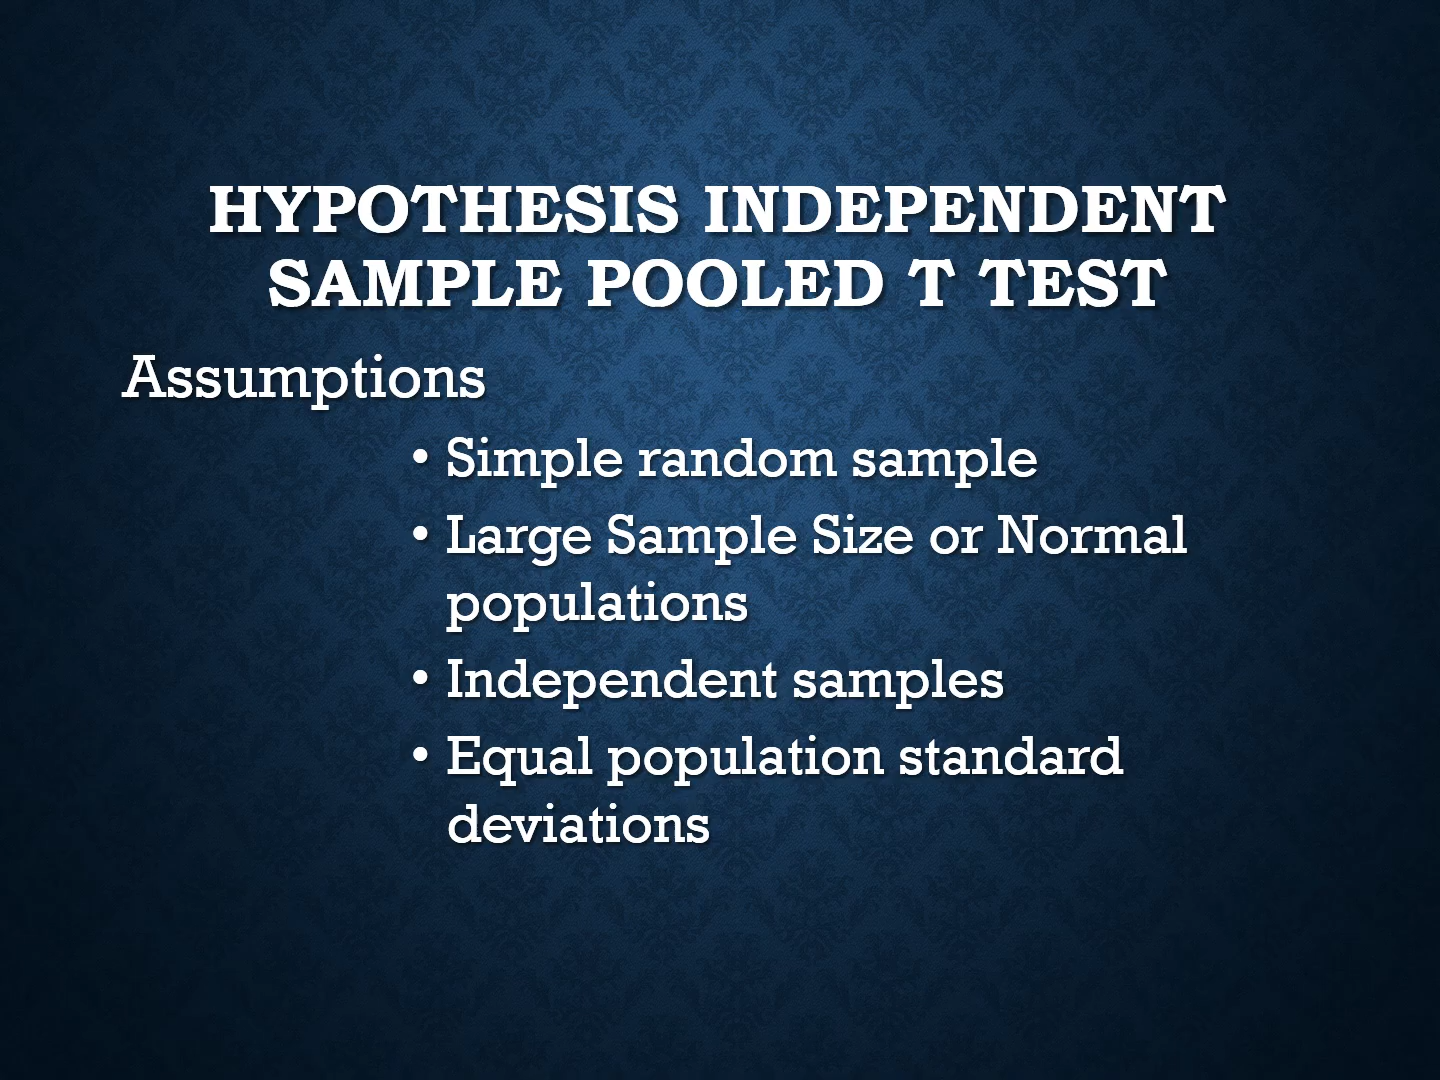 HYPOTHESIS INDEPENDENT
SAMPLE POOLED T TEST
Assumptions
• Simple random sample
• Large Sample Size or Normal
populations
• Independent samples
• Equal population standard
deviations